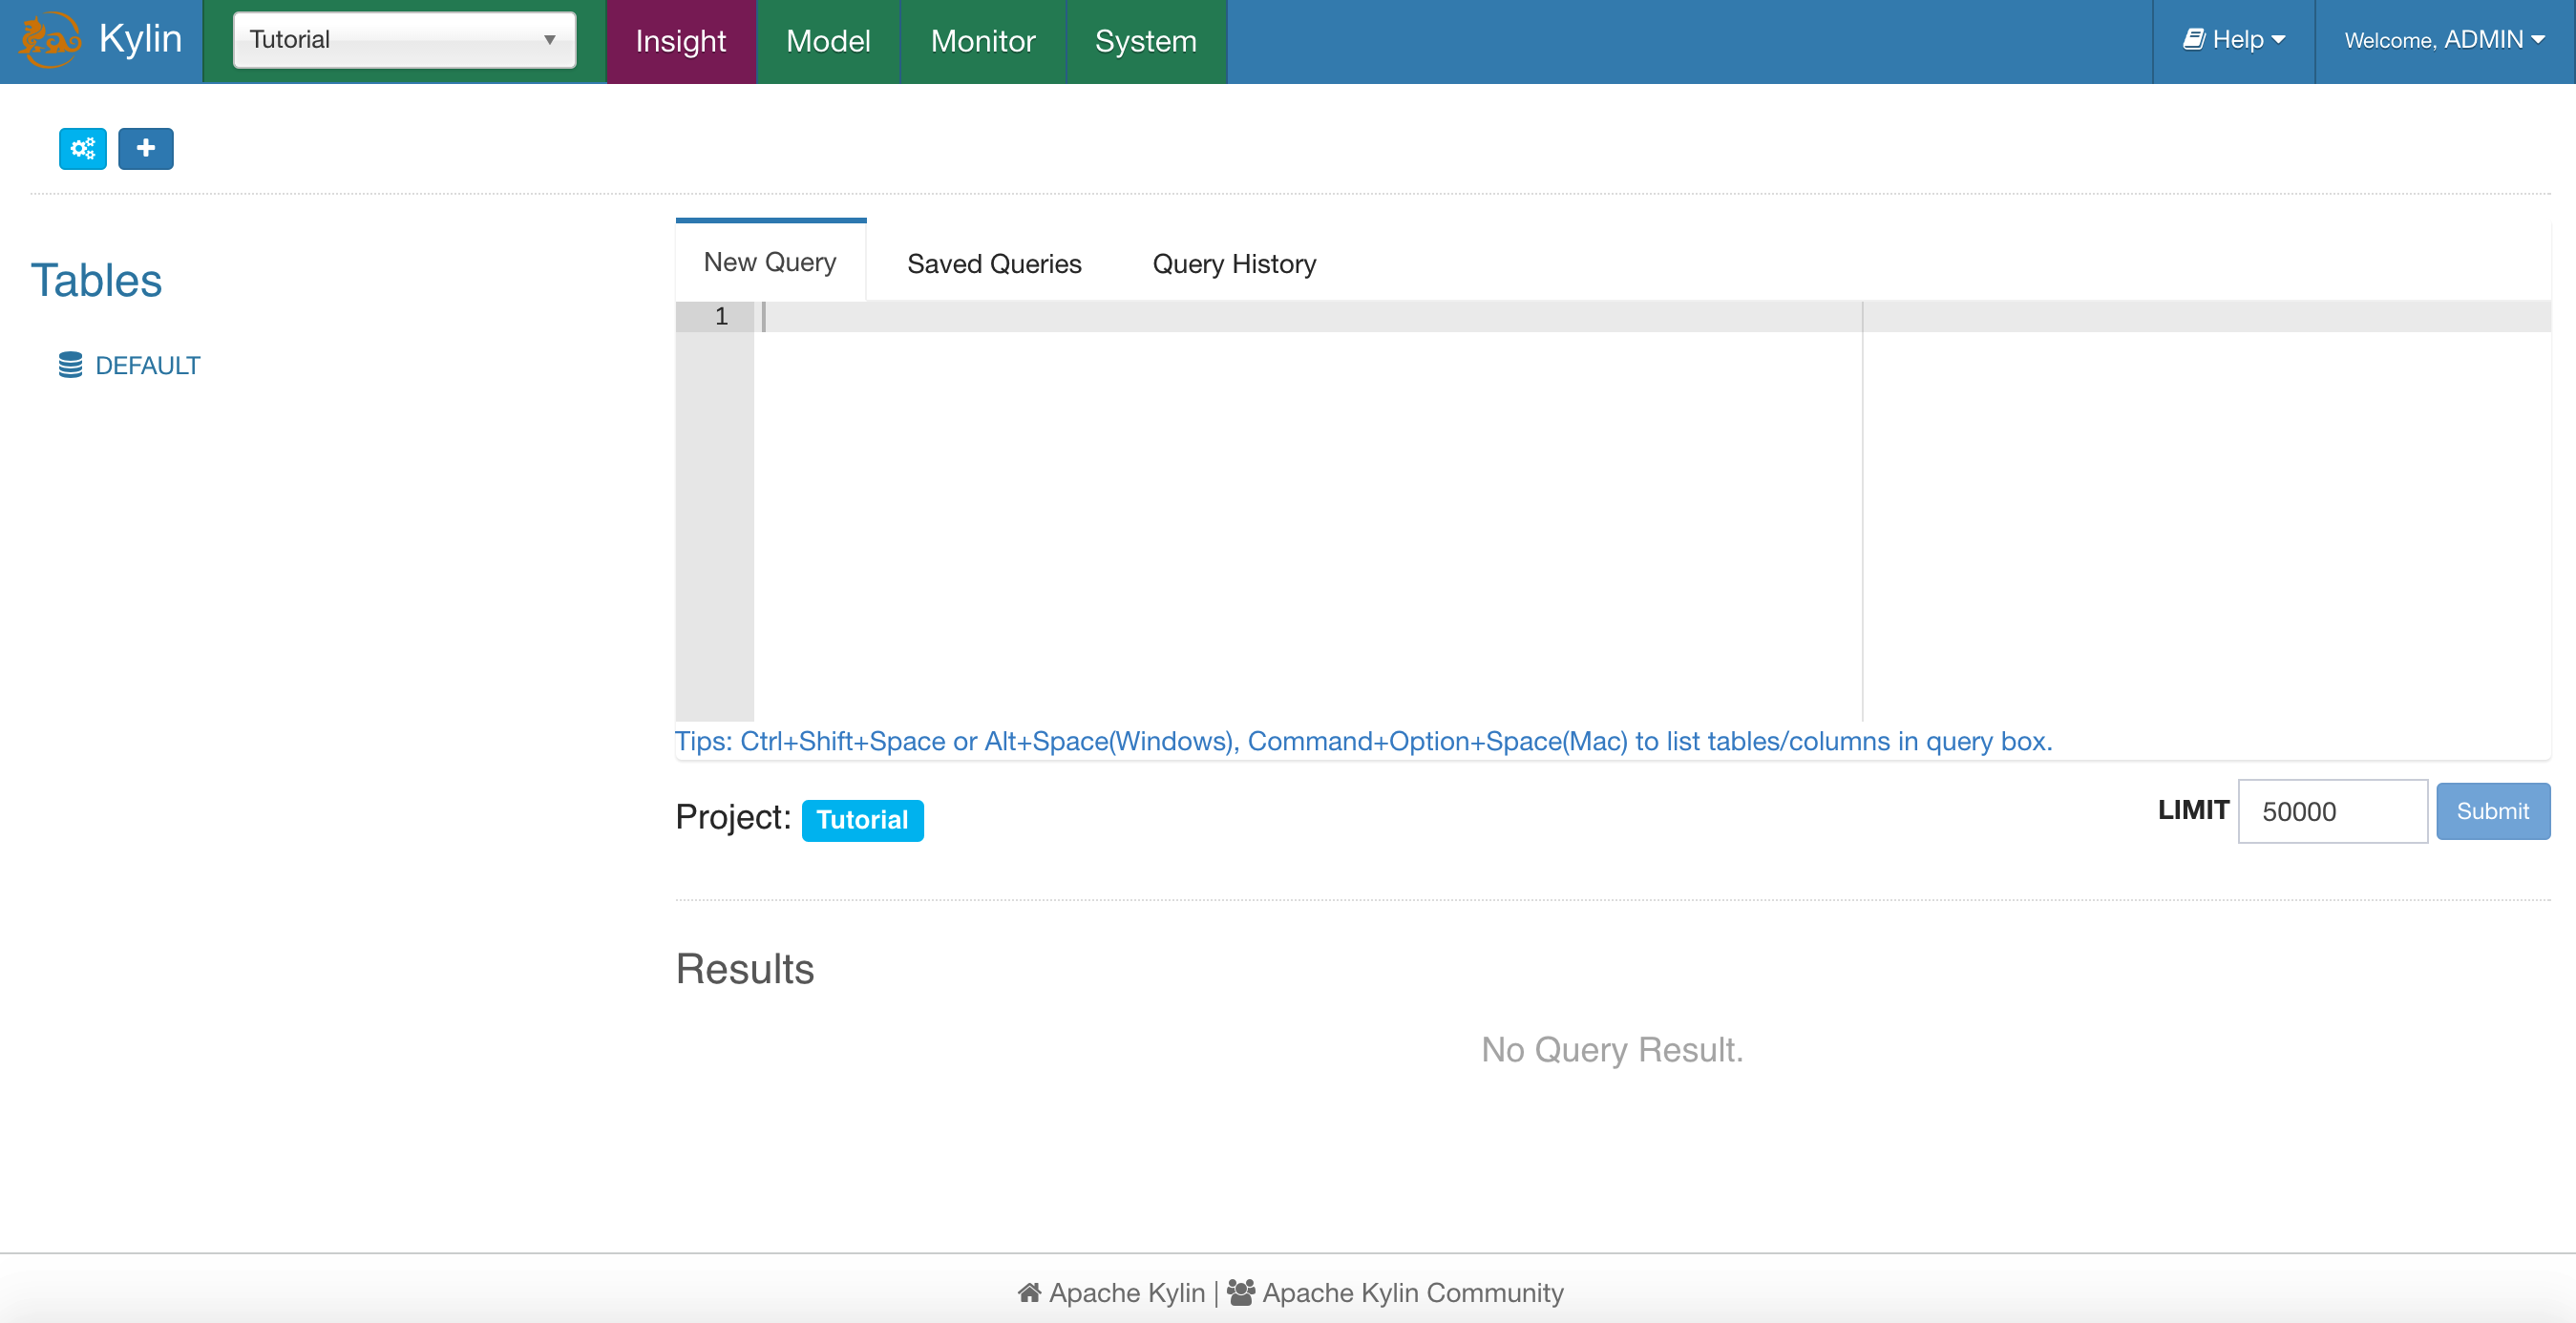 Kylin
Tutorial
Insight
Model
Monitor
System
Help
Welcome, ADMIN
Tables
DEFAULT
New Query
Saved Queries
Query History
1
Tips: Ctrl+Shift+Space or Alt+Space(Windows), Command+Option+Space(Mac) to list tables/columns in query box.
Project: Tutorial
LIMIT 50000 Submit
Results
No Query Result.
Apache Kylin | Apache Kylin Community